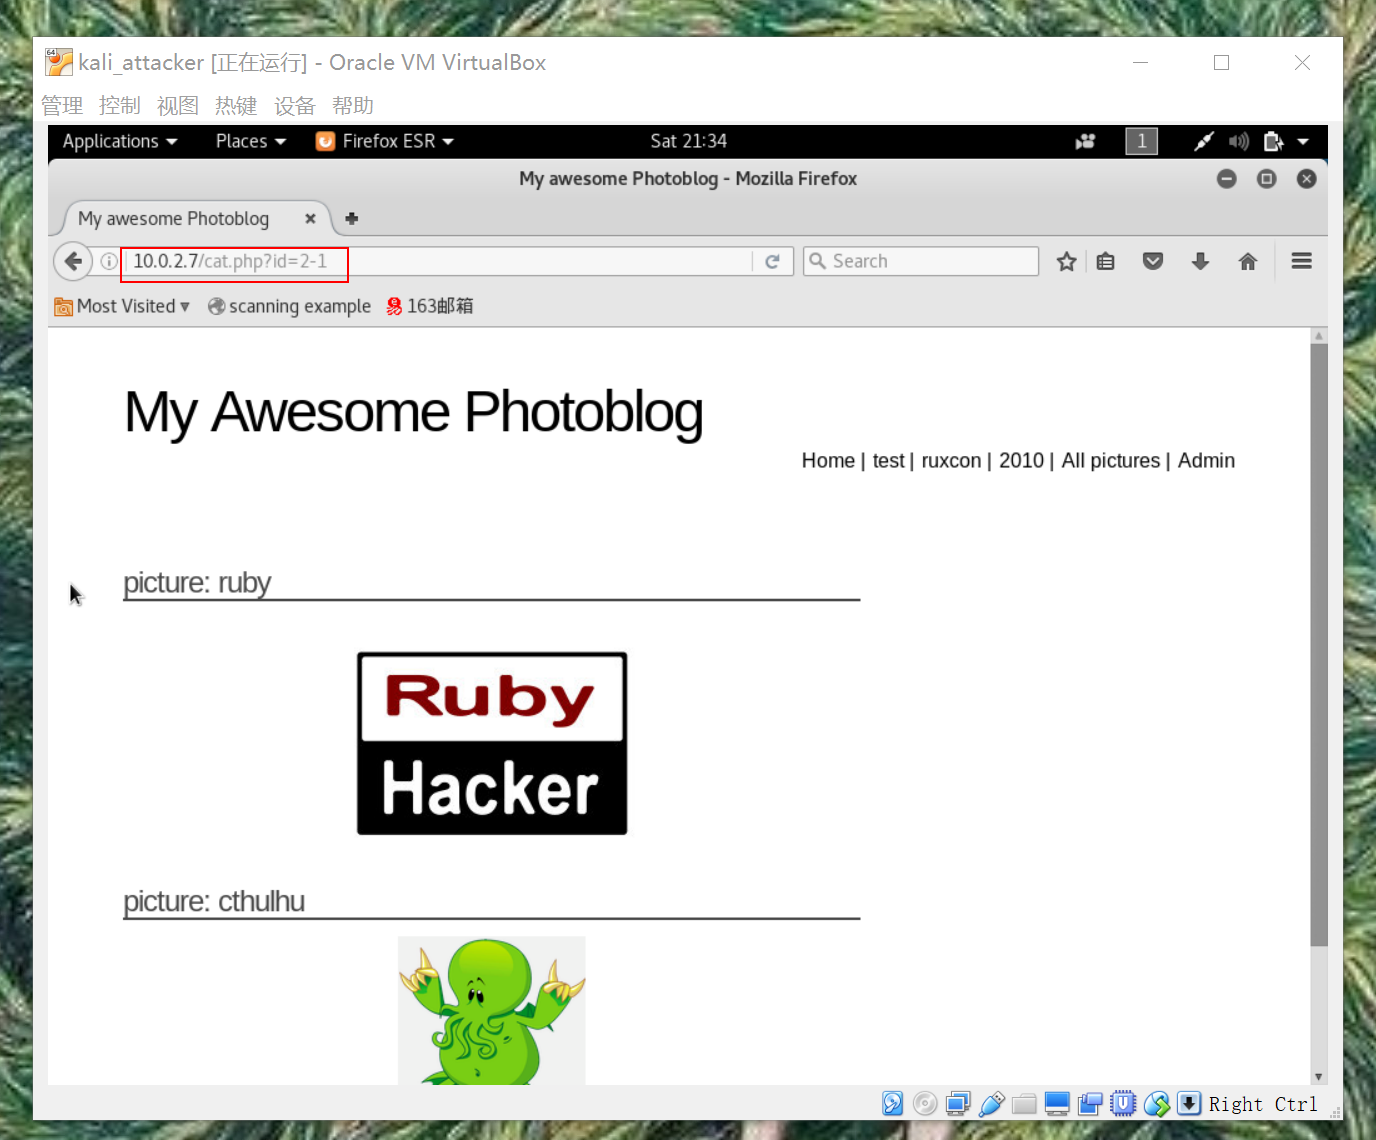 kali_attacker [正在运行] - Oracle VM VirtualBox
管理 控制 视图 热键 设备 帮助
Applications Places Firefox ESR Sat 21:34 1
My awesome Photoblog - Mozilla Firefox
My awesome Photoblog
10.0.2.7/cat.php?id=2-1 Search
Most Visited scanning example 163邮箱
My Awesome Photoblog
Home | test | ruxcon | 2010 | All pictures | Admin
picture: ruby
Ruby
Hacker
picture: cthulhu
Right Ctrl